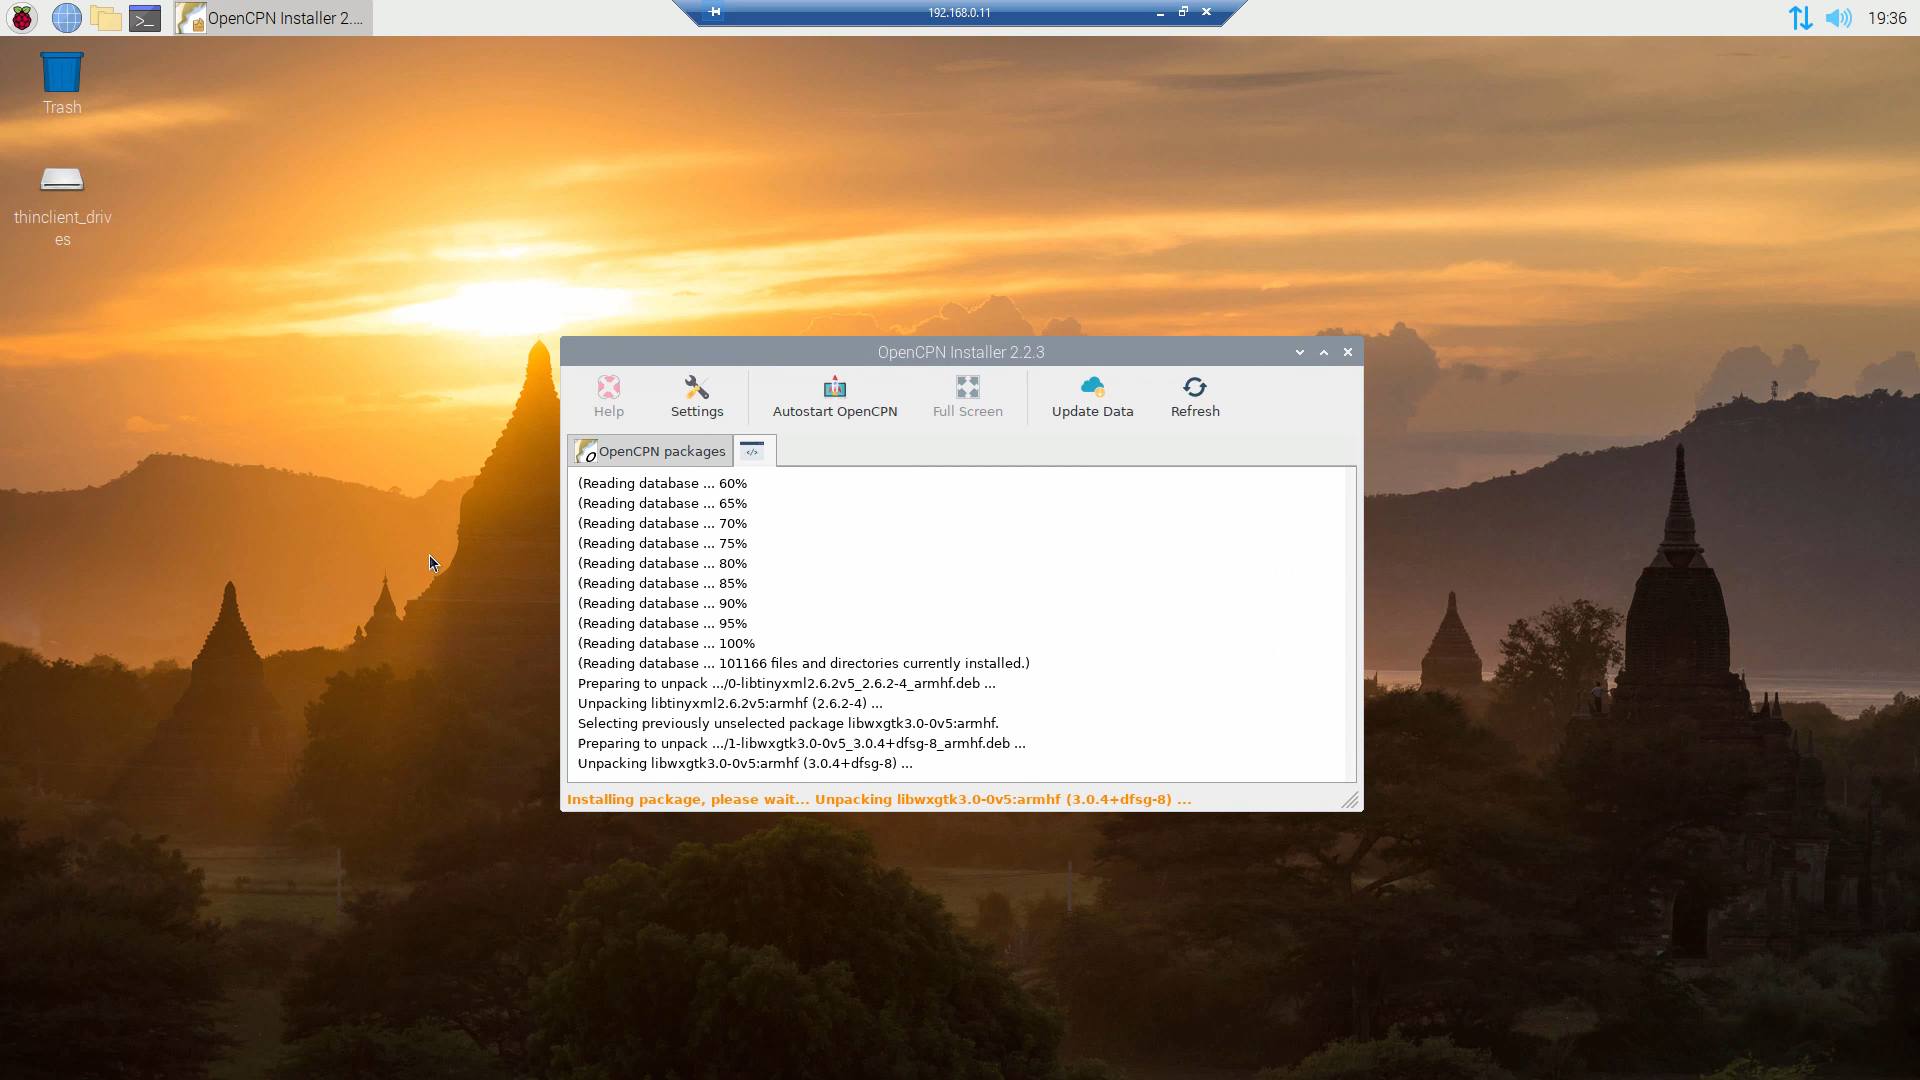 OpenCPN Installer 2....
192.168.0.11
19:36
Trash
thinclient_driv
es
OpenCPN Installer 2.2.3
Help
Settings
Autostart OpenCPN
Full Screen
Update Data
Refresh
OpenCPN packages
(Reading database ... 60%
(Reading database ... 65%
(Reading database ... 70%
(Reading database ... 75%
(Reading database ... 80%
(Reading database ... 85%
(Reading database ... 90%
(Reading database ... 95%
(Reading database ... 100%
(Reading database ... 101166 files and directories currently installed.)
Preparing to unpack .../0-libtinyxml2.6.2v5_2.6.2-4_armhf.deb ...
Unpacking libtinyxml2.6.2v5:armhf (2.6.2-4) ...
Selecting previously unselected package libwxgtk3.0-0v5:armhf.
Preparing to unpack .../1-libwxgtk3.0-0v5_3.0.4+dfsg-8_armhf.deb ...
Unpacking libwxgtk3.0-0v5:armhf (3.0.4+dfsg-8) ...
Installing package, please wait... Unpacking libwxgtk3.0-0v5:armhf (3.0.4+dfsg-8) ...